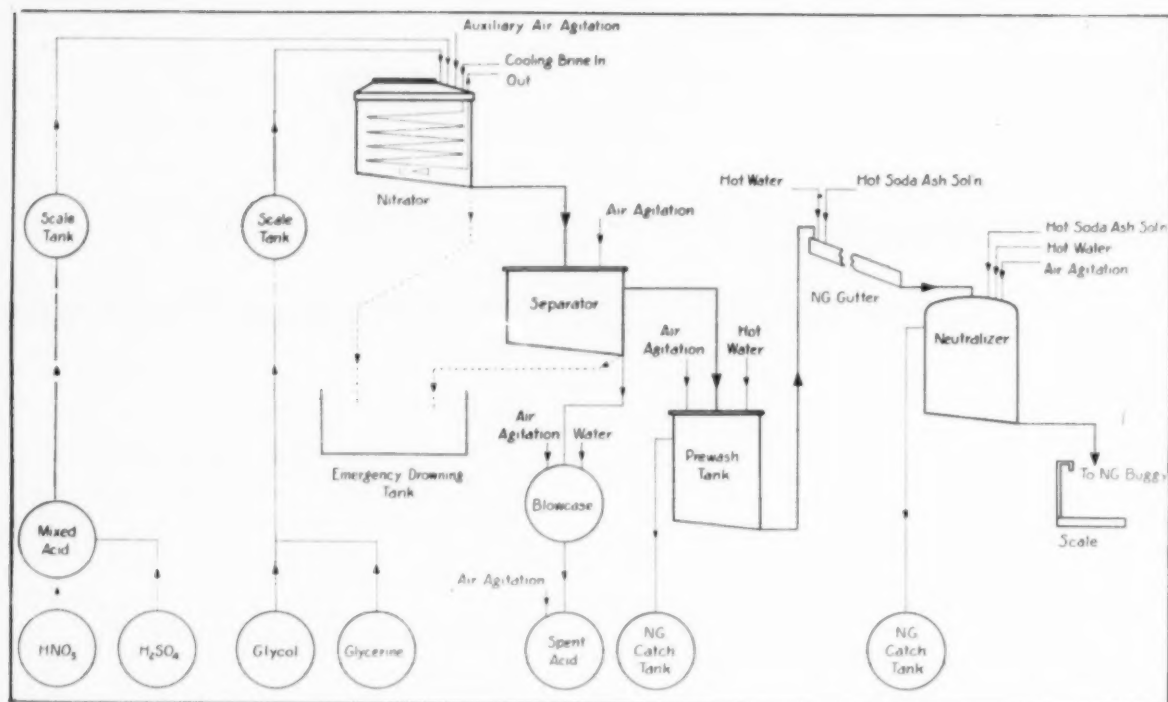 Auxiliary Air Agitation
Cooling Brine In
Out
Nitrator
Scale
Tank
Scale
Tank
Air Agitation
Separator
Hot Water
Hot Soda Ash Sol'n
NG Gutter
Hot Soda Ash Sol'n
Hot Water
Air Agitation
Neutralizer
Air
Agitation
Hot
Water
Prewash
Tank
Emergency Drowning
Tank
Air
Agitation
Water
Blowcase
To NG Buggy
Scale
Mixed
Acid
Air Agitation
HNO3
H2SO4
Glycol
Glycerine
Spent
Acid
NG
Catch
Tank
NG
Catch
Tank